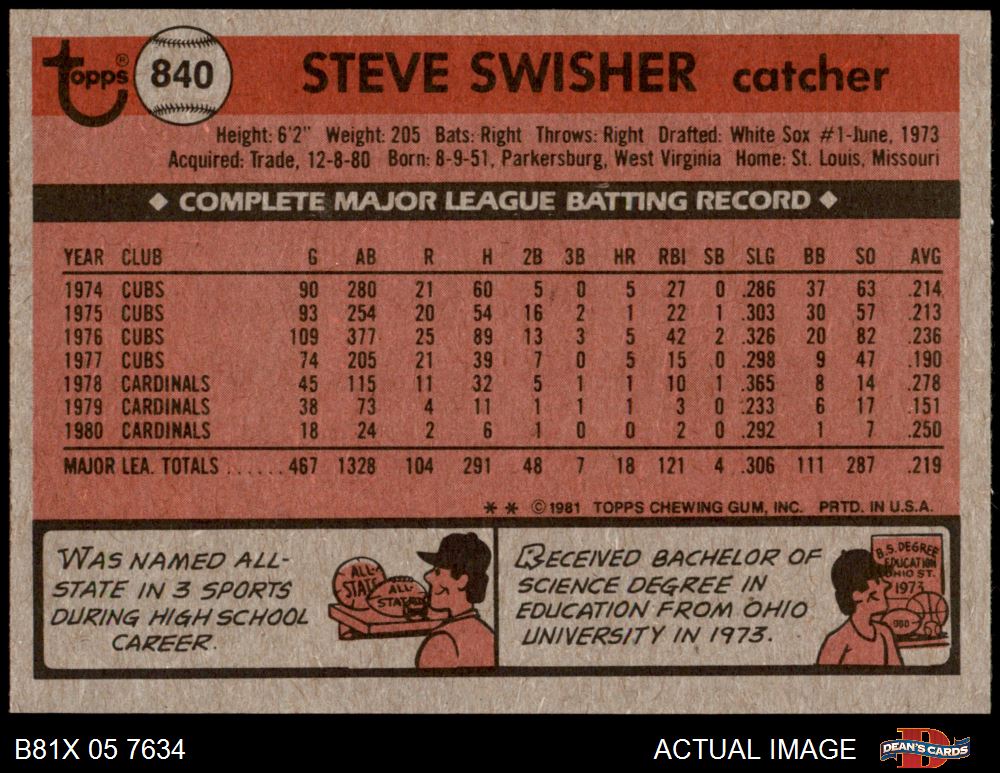 topps®
840
STEVE SWISHER catcher
Height: 6'2" Weight: 205 Bats: Right Throws: Right Drafted: White Sox #1-June, 1973
Acquired: Trade, 12-8-80 Born: 8-9-51, Parkersburg, West Virginia Home: St. Louis, Missouri
◆ COMPLETE MAJOR LEAGUE BATTING RECORD ◆
YEAR CLUB G AB R H 2B 3B HR RBI SB SLG BB SO AVG
1974 CUBS 90 280 21 60 5 0 5 27 0 .286 37 63 .214
1975 CUBS 93 254 20 54 16 2 1 22 1 .303 30 57 .213
1976 CUBS 109 377 25 89 13 3 5 42 2 .326 20 82 .236
1977 CUBS 74 205 21 39 7 0 5 15 0 .298 9 47 .190
1978 CARDINALS 45 115 11 32 5 1 1 10 1 .365 8 14 .278
1979 CARDINALS 38 73 4 11 1 1 1 3 0 .233 6 17 .151
1980 CARDINALS 18 24 2 6 1 0 0 2 0 .292 1 7 .250
MAJOR LEA. TOTALS ...... 467 1328 104 291 48 7 18 121 4 .306 111 287 .219
* * ©1981 TOPPS CHEWING GUM, INC. PRTD. IN U.S.A.
WAS NAMED ALL-
STATE IN 3 SPORTS
DURING HIGH SCHOOL
CAREER.
ALL-
STATE
ALL-
STATE
RECEIVED BACHELOR OF
SCIENCE DEGREE IN
EDUCATION FROM OHIO
UNIVERSITY IN 1973.
B.S. DEGREE
EDUCATION
OHIO ST.
1973
B81X 05 7634
ACTUAL IMAGE
DEAN'S CARDS